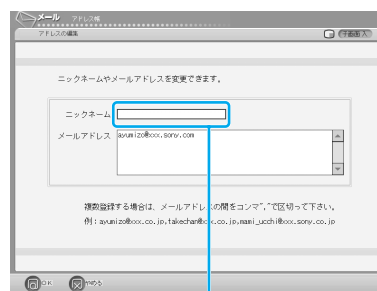 メール アドレス帳
アドレスの編集 子画面入
ニックネームやメールアドレスを変更できます。
ニックネーム
メールアドレス ayumizo@xxx.sony.com
複数登録する場合は、メールアドレスの間をコンマ","で区切って下さい。
例：ayumizo@xxx.co.jp,takechan@xxx.co.jp,mami_ucchi@xxx.sony.co.jp
OK やめる